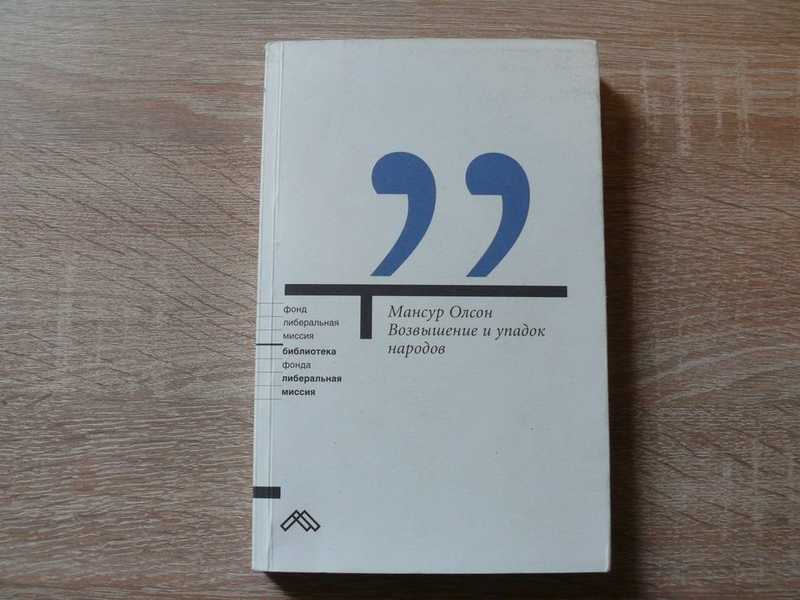 ”
Мансур Олсон
Возвышение и упадок
народов
фонд
либеральная
миссия
библиотека
фонда
либеральная
миссия